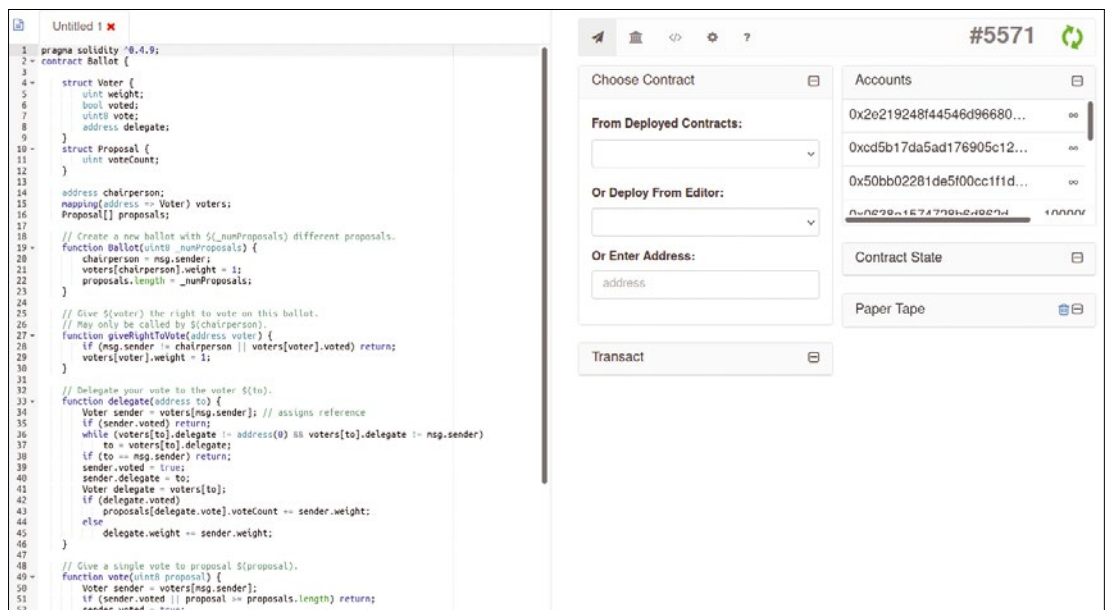 Untitled 1
1 pragma solidity ^0.4.9;
2 contract Ballot {
3
4 struct Voter {
5 uint weight;
6 bool voted;
7 uint8 vote;
8 address delegate;
9 }
10 struct Proposal {
11 uint voteCount;
12 }
13
14 address chairperson;
15 mapping(address => Voter) voters;
16 Proposal[] proposals;
17
18 // Create a new ballot with $(_numProposals) different proposals.
19 function Ballot(uint8 _numProposals) {
20 chairperson = msg.sender;
21 voters[chairperson].weight = 1;
22 proposals.length = _numProposals;
23 }
24
25 // Give $(voter) the right to vote on this ballot.
26 // May only be called by $(chairperson).
27 function giveRightToVote(address voter) {
28 if (msg.sender != chairperson || voters[voter].voted) return;
29 voters[voter].weight = 1;
30 }
31
32 // Delegate your vote to the voter $(to).
33 function delegate(address to) {
34 Voter sender = voters[msg.sender]; // assigns reference
35 if (sender.voted) return;
36 while (voters[to].delegate != address(0) && voters[to].delegate != msg.sender)
37 to = voters[to].delegate;
38 if (to == msg.sender) return;
39 sender.voted = true;
40 sender.delegate = to;
41 Voter delegate = voters[to];
42 if (delegate.voted)
43 proposals[delegate.vote].voteCount += sender.weight;
44 else
45 delegate.weight += sender.weight;
46 }
47
48 // Give a single vote to proposal $(proposal).
49 function vote(uint8 proposal) {
50 Voter sender = voters[msg.sender];
51 if (sender.voted || proposal >= proposals.length) return;
52 sender.voted = true;
#5571
Choose Contract
From Deployed Contracts:
Or Deploy From Editor:
Or Enter Address:
address
Transact
Accounts
0x2e219248f44546d96680...
0xcd5b17da5ad176905c12...
0x50bb02281de5f00cc1f1d...
Contract State
Paper Tape